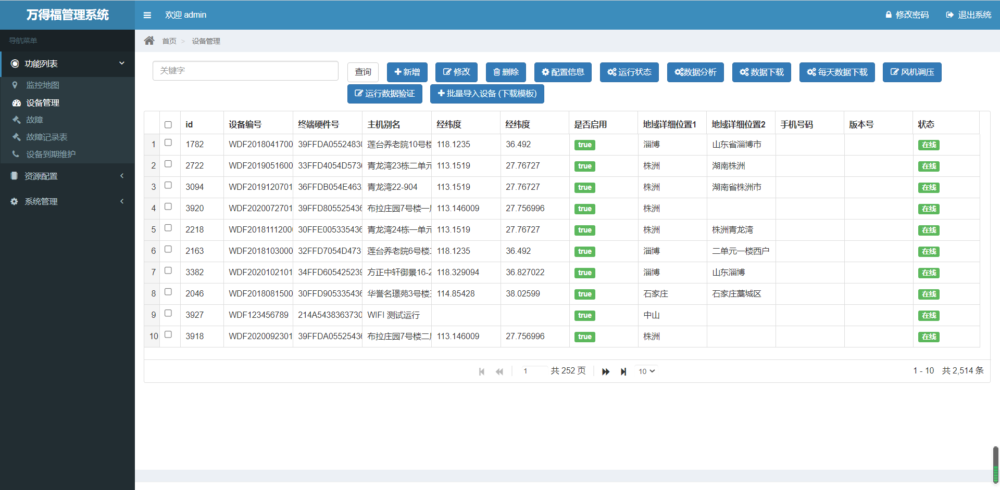 万得福管理系统
欢迎 admin
修改密码
退出系统
导航菜单
首页 > 设备管理
功能列表
监控地图
设备管理
故障
故障记录表
设备到期维护
资源配置
系统管理
关键字
查询 新增 修改 删除 配置信息 运行状态 数据分析 数据下载 每天数据下载 风机调压
运行数据验证 批量导入设备 (下载模板)
id 设备编号 终端硬件号 主机别名 经纬度 经纬度 是否启用 地域详细位置1 地域详细位置2 手机号码 版本号 状态
1 1782 WDF2018041700 39FFDA05524830 莲台养老院10号楼 118.1235 36.492 true 淄博 山东省淄博市 在线
2 2722 WDF2019051600 33FFD4054D5736 青龙湾23栋二单元 113.1519 27.76727 true 株洲 湖南株洲 在线
3 3094 WDF2019120701 36FFDB054E463 青龙湾22-904 113.1519 27.76727 true 株洲 湖南省株洲市 在线
4 3920 WDF2020072701 39FFD805525436 布拉庄园7号楼一 113.146009 27.756996 true 株洲 在线
5 2218 WDF2018111200 30FFE005335436 青龙湾24栋一单元 113.1519 27.76727 true 株洲 株洲青龙湾 在线
6 2163 WDF2018103000 32FFD7054D473 莲台养老院6号楼 118.1235 36.492 true 淄博 二单元一楼西户 在线
7 3382 WDF2020102101 34FFD605425239 方正中轩御景16-2 118.329094 36.827022 true 淄博 山东淄博 在线
8 2046 WDF2018081500 30FFD905335436 华誉名璟苑3号楼 114.85428 38.02599 true 石家庄 石家庄藁城区 在线
9 3927 WDF123456789 214A5438363730 WIFI 测试运行 true 中山 在线
10 3918 WDF2020092301 39FFDA05525436 布拉庄园7号楼二 113.146009 27.756996 true 株洲 在线
1 共 252 页 10 1 - 10 共 2,514 条